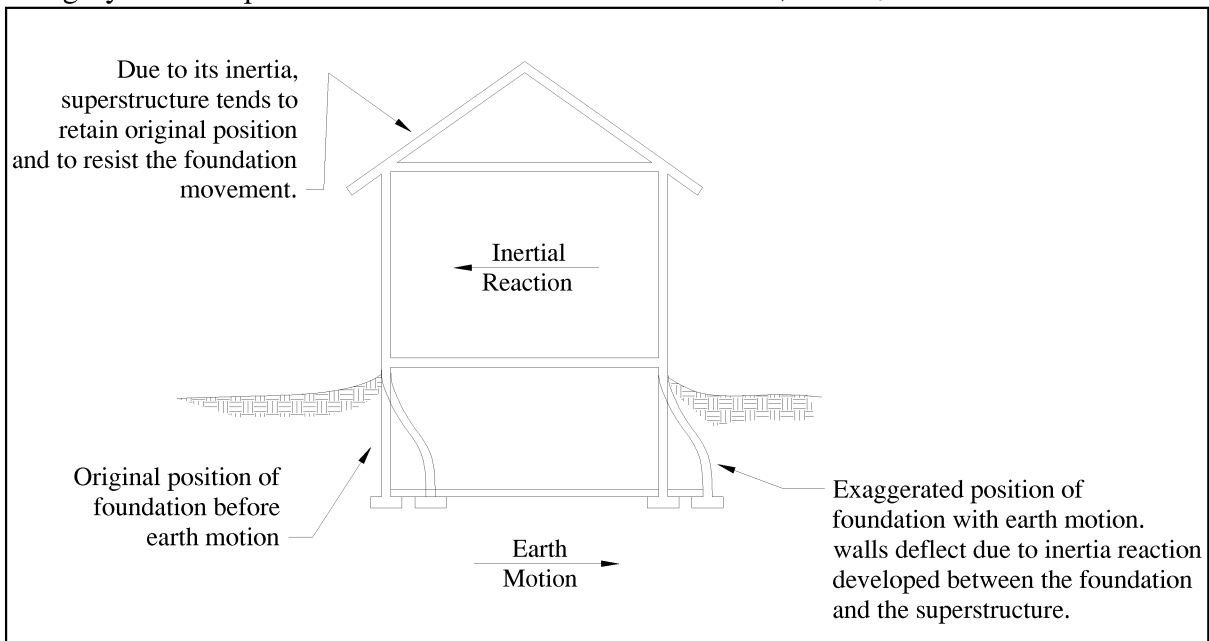 Due to its inertia,
superstructure tends to
retain original position
and to resist the foundation
movement.
Inertial
Reaction
Original position of
foundation before
earth motion
Earth
Motion
Exaggerated position of
foundation with earth motion.
walls deflect due to inertia reaction
developed between the foundation
and the superstructure.